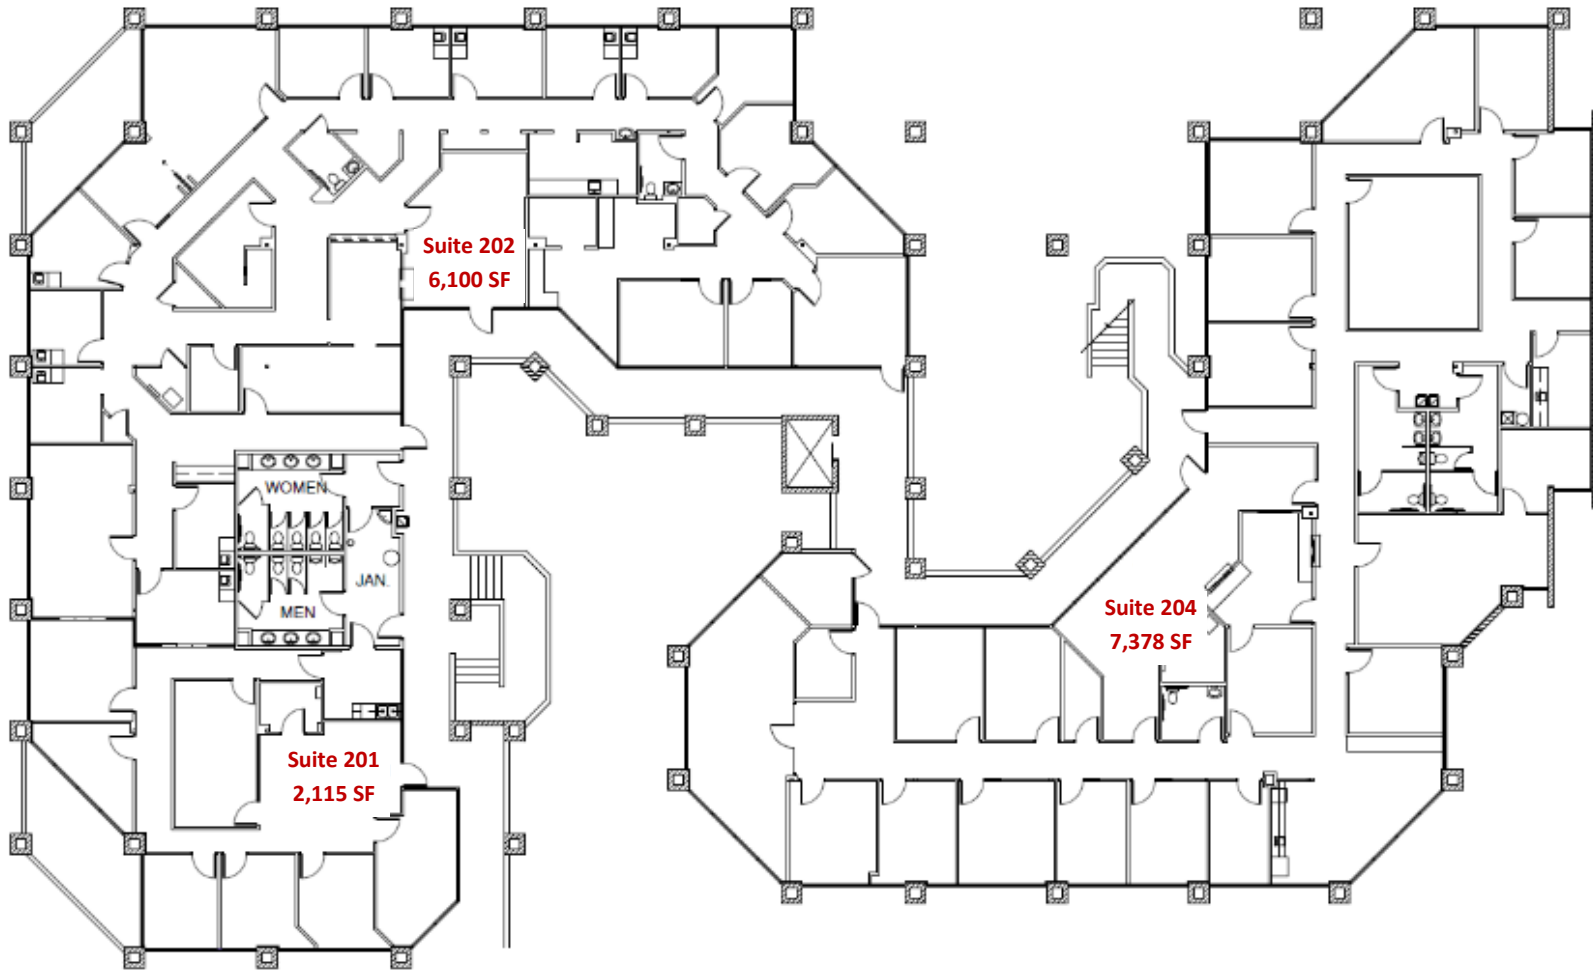 Suite 202
6,100 SF
WOMEN
JAN.
MEN
Suite 204
7,378 SF
Suite 201
2,115 SF